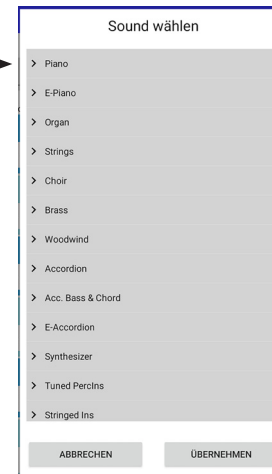 Sound wählen
Piano
E-Piano
Organ
Strings
Choir
Brass
Woodwind
Accordion
Acc. Bass & Chord
E-Accordion
Synthesizer
Tuned PercIns
Stringed Ins
ABBRECHEN ÜBERNEHMEN